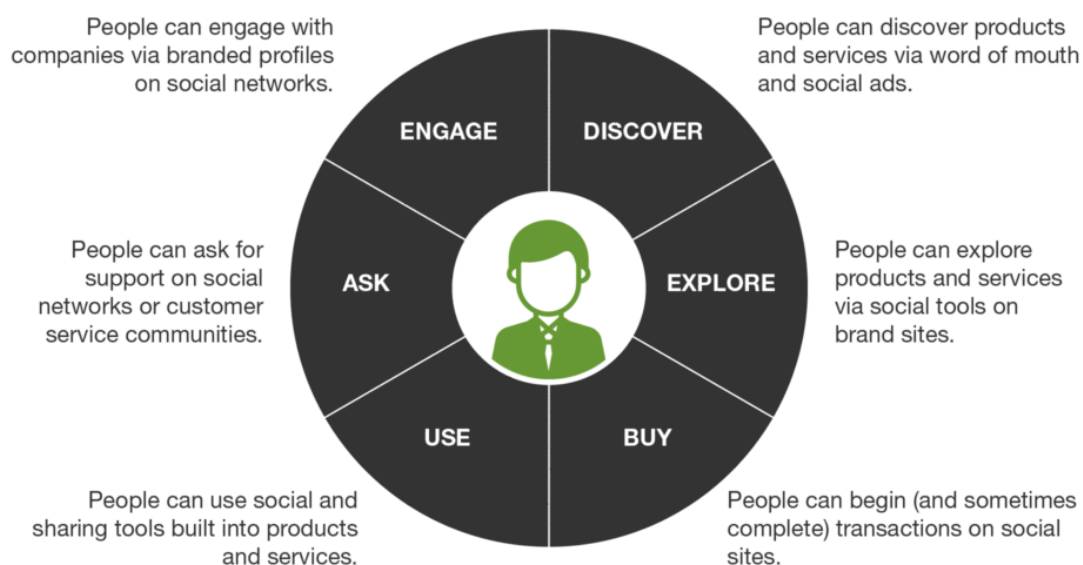 People can engage with
companies via branded profiles
on social networks.
People can discover products
and services via word of mouth
and social ads.
ENGAGE
DISCOVER
People can ask for
support on social
networks or customer
service communities.
ASK
EXPLORE
People can explore
products and services
via social tools on
brand sites.
USE
BUY
People can use social and
sharing tools built into products
and services.
People can begin (and sometimes
complete) transactions on social
sites.